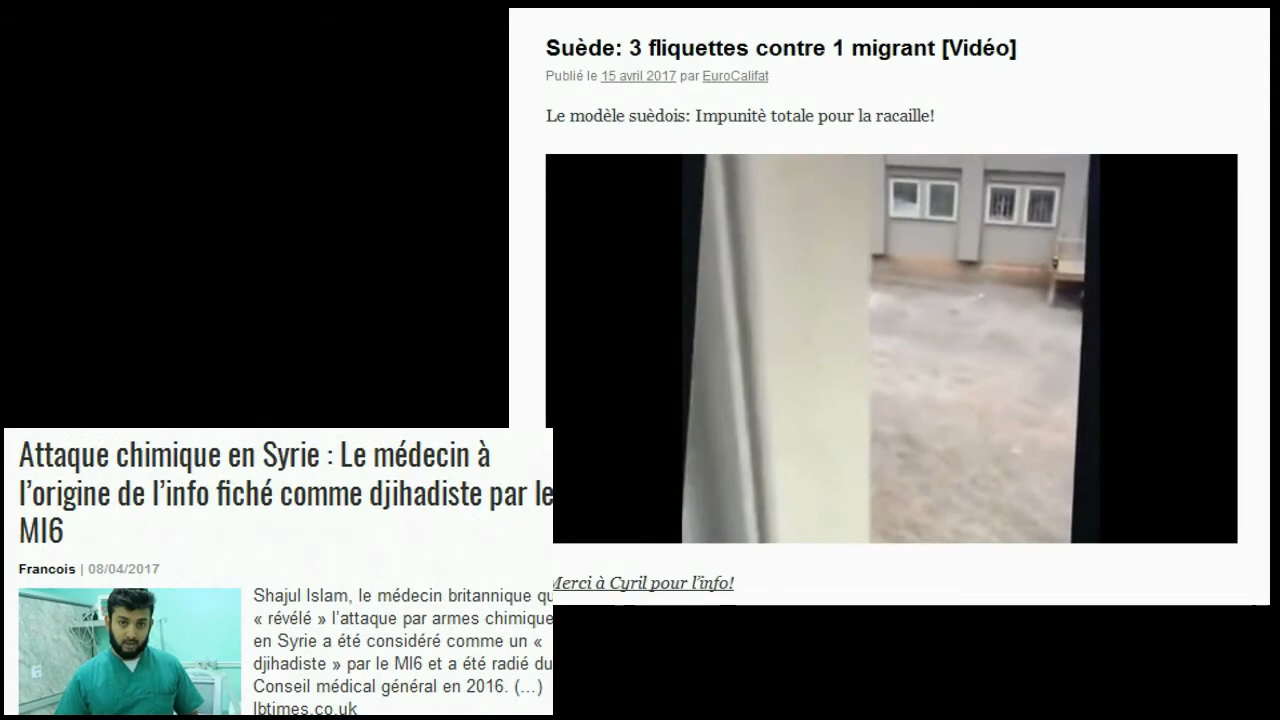 Suède: 3 fliquettes contre 1 migrant [Vidéo]
Publié le 15 avril 2017 par EuroCalifat
Le modèle suèdois: Impunitè totale pour la racaille!
Merci à Cyril pour l'info!
Attaque chimique en Syrie : Le médecin à
l'origine de l'info fiché comme djihadiste par le
MI6
Francois | 08/04/2017
Shajul Islam, le médecin britannique qu
« révélé » l'attaque par armes chimique
en Syrie a été considéré comme un «
djihadiste » par le MI6 et a été radié du
Conseil médical général en 2016. (…)
Ibtimes.co.uk